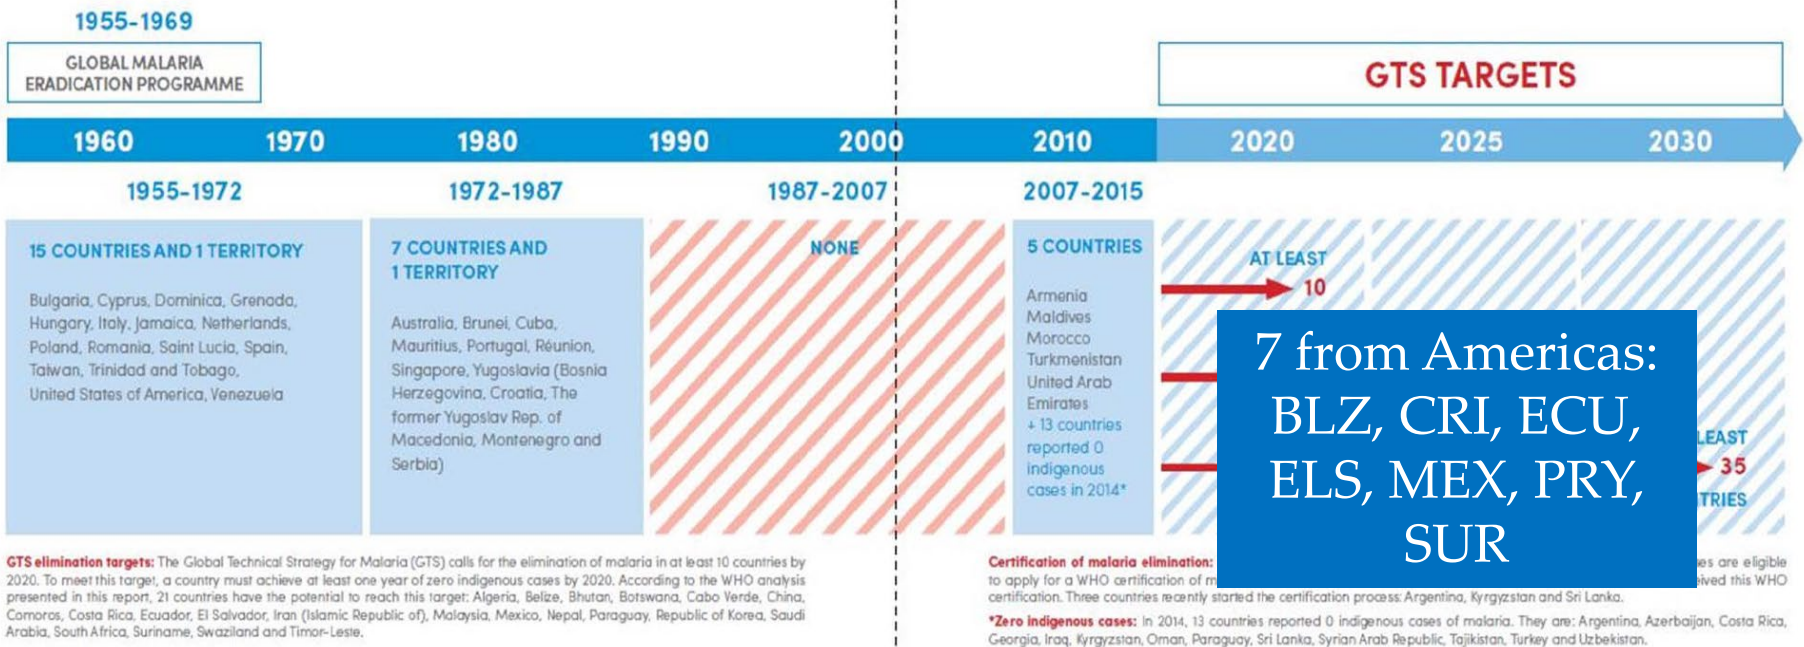 1955-1969
GLOBAL MALARIA
ERADICATION PROGRAMME
GTS TARGETS
1960 1970 1980 1990 2000 2010 2020 2025 2030
1955-1972
1972-1987
1987-2007
2007-2015
15 COUNTRIES AND 1 TERRITORY
Bulgaria, Cyprus, Dominica, Grenada,
Hungary, Italy, Jamaica, Netherlands,
Poland, Romania, Saint Lucia, Spain,
Taiwan, Trinidad and Tobago,
United States of America, Venezuela
7 COUNTRIES AND
1 TERRITORY
Australia, Brunei, Cuba,
Mauritius, Portugal, Réunion,
Singapore, Yugoslavia (Bosnia
Herzegovina, Croatia, The
former Yugoslav Rep. of
Macedonia, Montenegro and
Serbia)
NONE
5 COUNTRIES
Armenia
Maldives
Morocco
Turkmenistan
United Arab
Emirates
+ 13 countries
reported 0
indigenous
cases in 2014*
AT LEAST
10
7 from Americas:
BLZ, CRI, ECU,
ELS, MEX, PRY,
SUR
LEAST
35
TRIES
GTS elimination targets: The Global Technical Strategy for Malaria (GTS) calls for the elimination of malaria in at least 10 countries by
2020. To meet this target, a country must achieve at least one year of zero indigenous cases by 2020. According to the WHO analysis
presented in this report, 21 countries have the potential to reach this target: Algeria, Belize, Bhutan, Botswana, Cabo Verde, China,
Comoros, Costa Rica, Ecuador, El Salvador, Iran (Islamic Republic of), Malaysia, Mexico, Nepal, Paraguay, Republic of Korea, Saudi
Arabia, South Africa, Suriname, Swaziland and Timor-Leste.
Certification of malaria elimination: es are eligible
to apply for a WHO certification of m eived this WHO
certification. Three countries recently started the certification process: Argentina, Kyrgyzstan and Sri Lanka.
*Zero indigenous cases: In 2014, 13 countries reported 0 indigenous cases of malaria. They are: Argentina, Azerbaijan, Costa Rica,
Georgia, Iraq, Kyrgyzstan, Oman, Paraguay, Sri Lanka, Syrian Arab Republic, Tajikistan, Turkey and Uzbekistan.